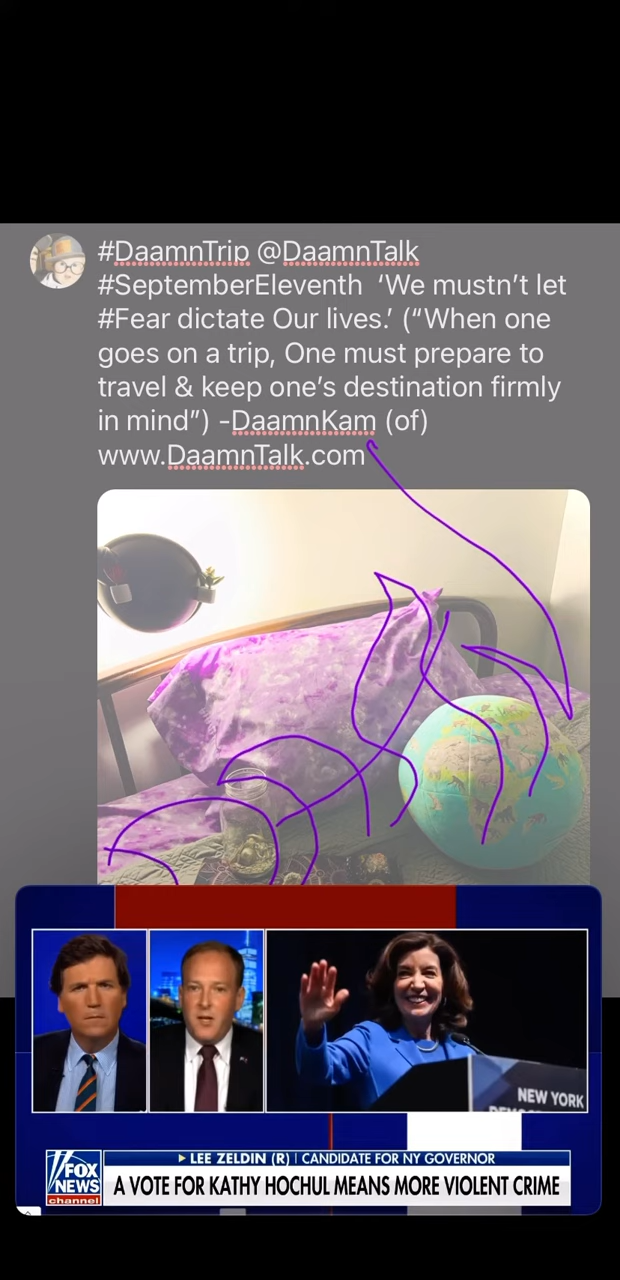 #DaamnTrip @DaamnTalk
#SeptemberEleventh ‘We mustn’t let
#Fear dictate Our lives.’ (“When one
goes on a trip, One must prepare to
travel & keep one’s destination firmly
in mind”) -DaamnKam (of)
www.DaamnTalk.com
NEW YORK
FOX
NEWS
channel
LEE ZELDIN (R) | CANDIDATE FOR NY GOVERNOR
A VOTE FOR KATHY HOCHUL MEANS MORE VIOLENT CRIME